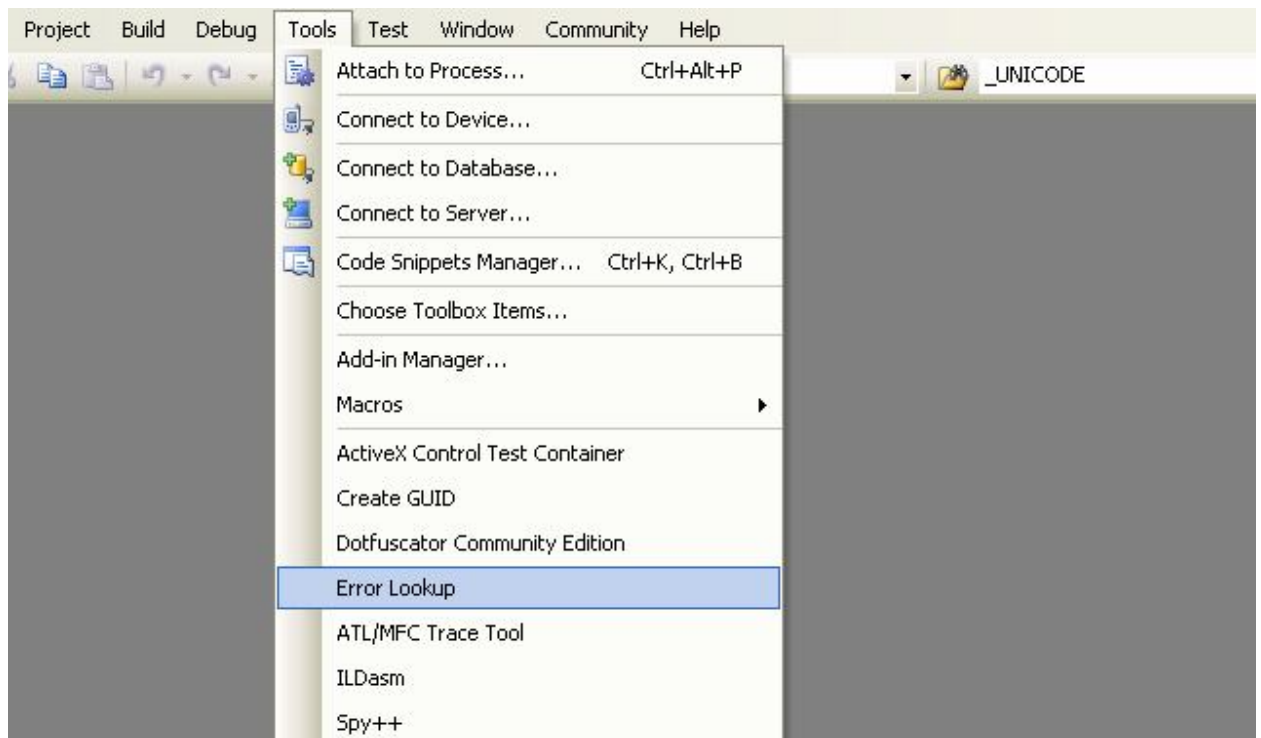 Project Build Debug Tools Test Window Community Help
Attach to Process... Ctrl+Alt+P
_UNICODE
Connect to Device...
Connect to Database...
Connect to Server...
Code Snippets Manager... Ctrl+K, Ctrl+B
Choose Toolbox Items...
Add-in Manager...
Macros
ActiveX Control Test Container
Create GUID
Dotfuscator Community Edition
Error Lookup
ATL/MFC Trace Tool
ILDasm
Spy++